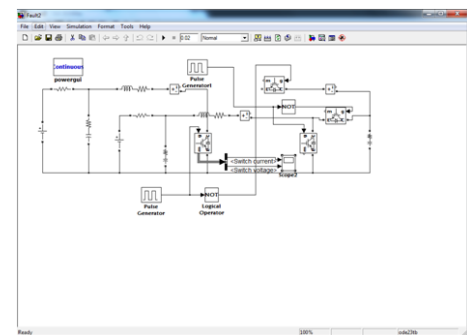 Fault2
File Edit View Simulation Format Tools Help
0.02
Normal
Continuous
powergui
Pulse
Generator1
NOT
<Switch current>
<Switch voltage>
Scope2
Pulse
Generator
NOT
Logical
Operator
Ready
100%
ode23tb